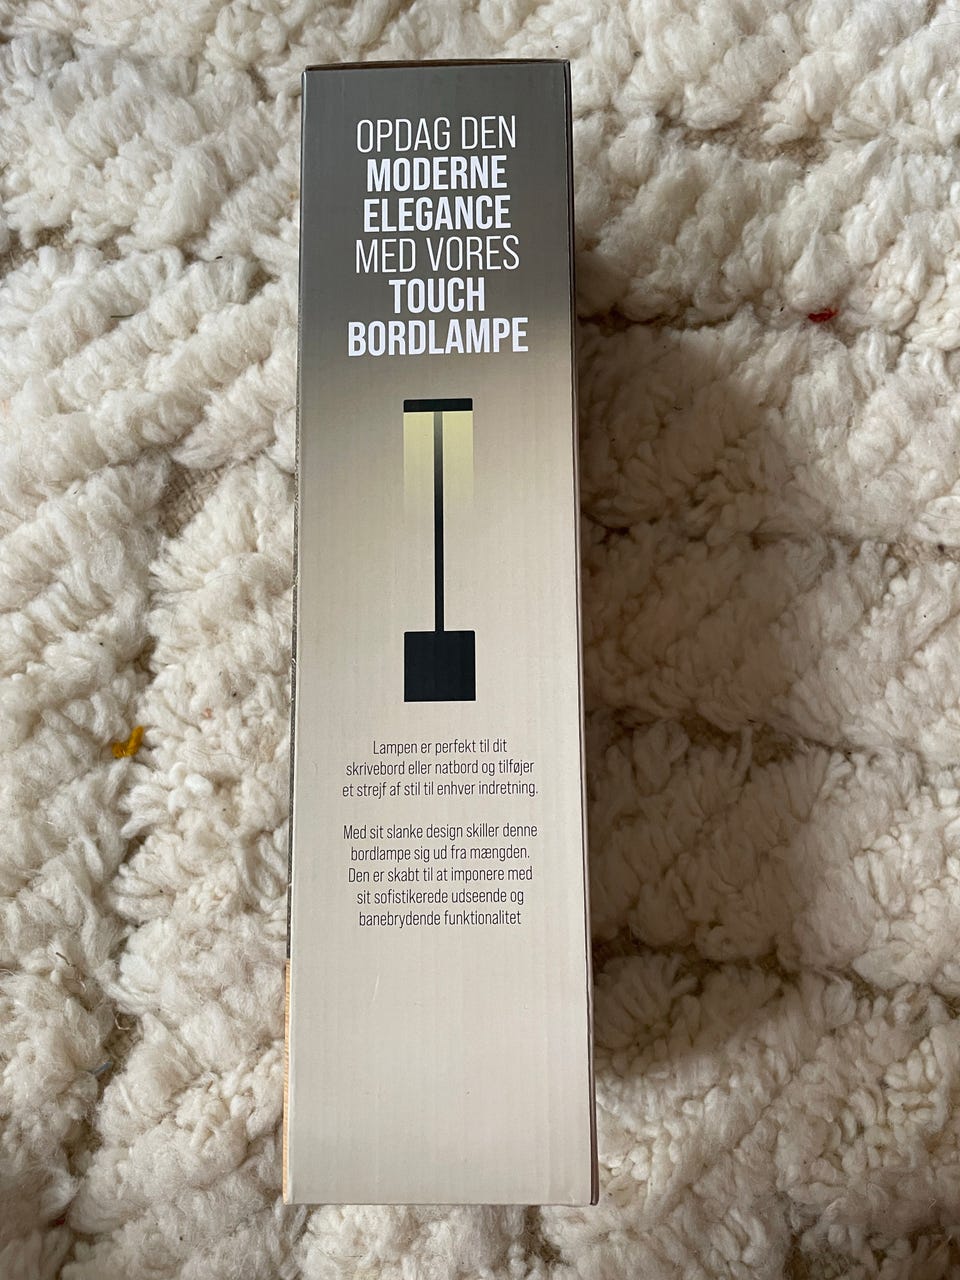 OPDAG DEN
MODERNE
ELEGANCE
MED VORES
TOUCH
BORDLAMPE
Lampen er perfekt til dit
skrivebord eller natbord og tilføjer
et strejf af stil til enhver indretning.
Med sit slanke design skiller denne
bordlampe sig ud fra mængden.
Den er skabt til at imponere med
sit sofistikerede udseende og
banebrydende funktionalitet